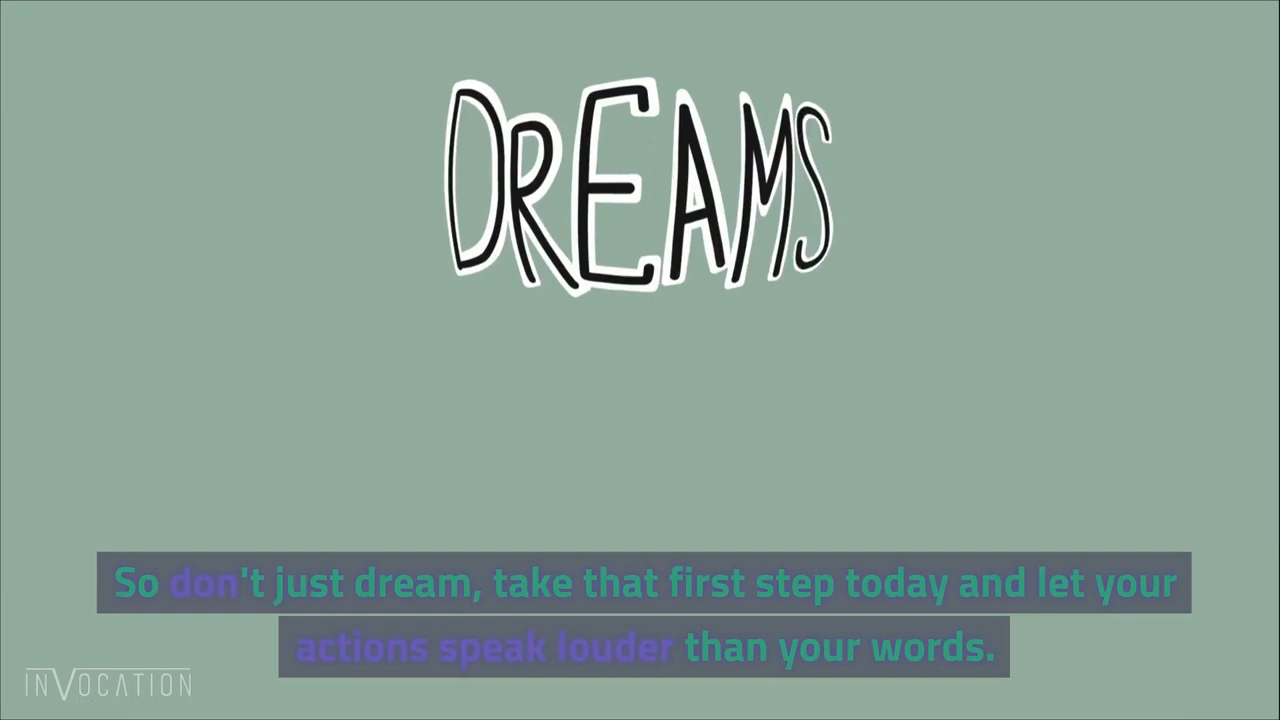 DREAMS
So don't just dream, take that first step today and let your
actions speak louder than your words.
INVOCATION